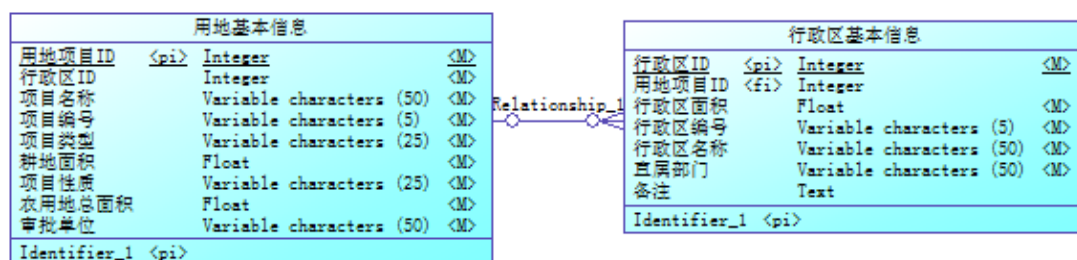 用地基本信息
用地项目ID <pi> Integer <M>
行政区ID Integer <M>
项目名称 Variable characters (50) <M>
项目编号 Variable characters (5) <M>
项目类型 Variable characters (25) <M>
耕地面积 Float <M>
项目性质 Variable characters (25) <M>
农用地总面积 Float <M>
审批单位 Variable characters (50) <M>
Identifier_1 <pi>
Relationship_1
行政区基本信息
行政区ID <pi> Integer <M>
用地项目ID <fi> Integer
行政区面积 Float <M>
行政区编号 Variable characters (5) <M>
行政区名称 Variable characters (50) <M>
直属部门 Variable characters (50) <M>
备注 Text
Identifier_1 <pi>